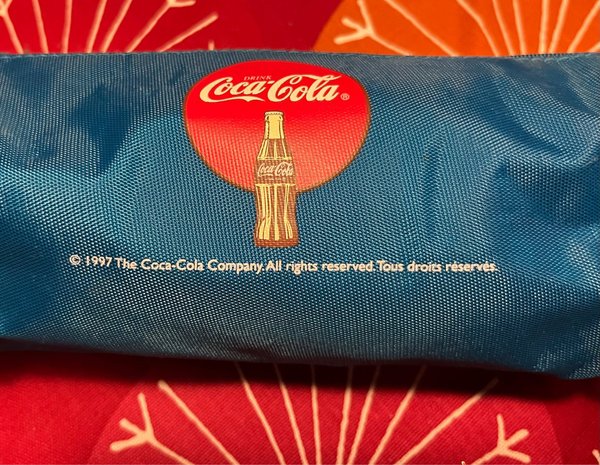 DRINK
Coca-Cola®
Coca-Cola
© 1997 The Coca-Cola Company. All rights reserved. Tous droits réservés.